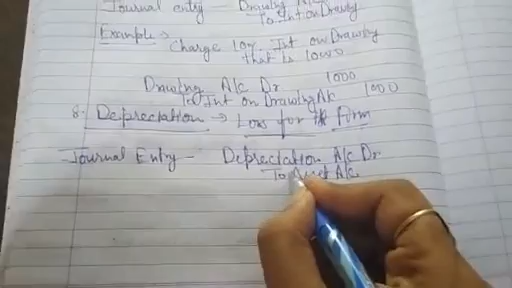 Journal entry - Drawing A/c
To Int on Drawing
Example →
Charge 10% Int on Drawing
that is 10000
Drawing A/c Dr 1000
To Int on Drawing A/c 1000
8. Depreciation → Loss for Firm
Journal Entry - Depreciation A/c Dr
To Asset A/c